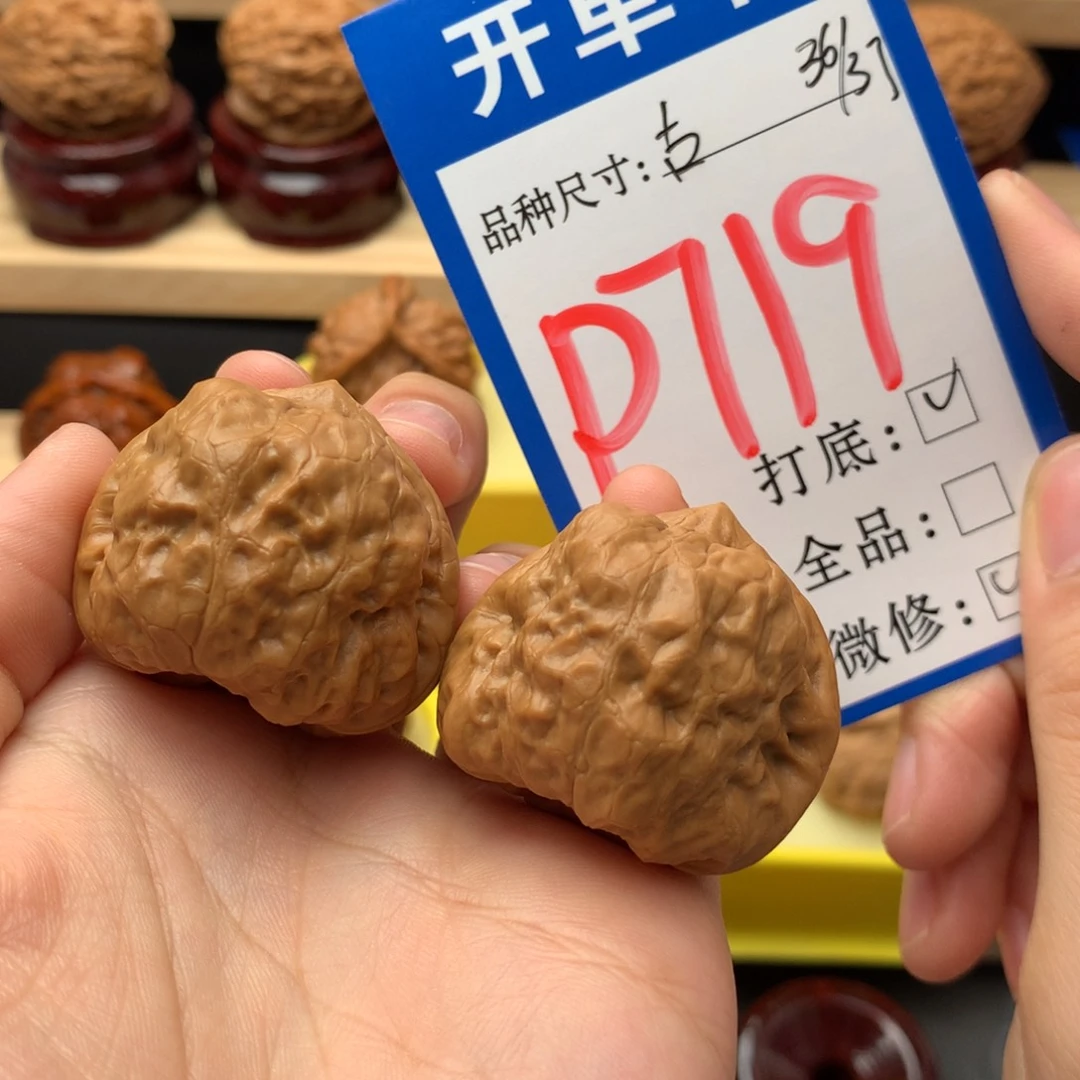 开单
品种尺寸: 古 36/37
P719
打底: ✓
全品:
微修: